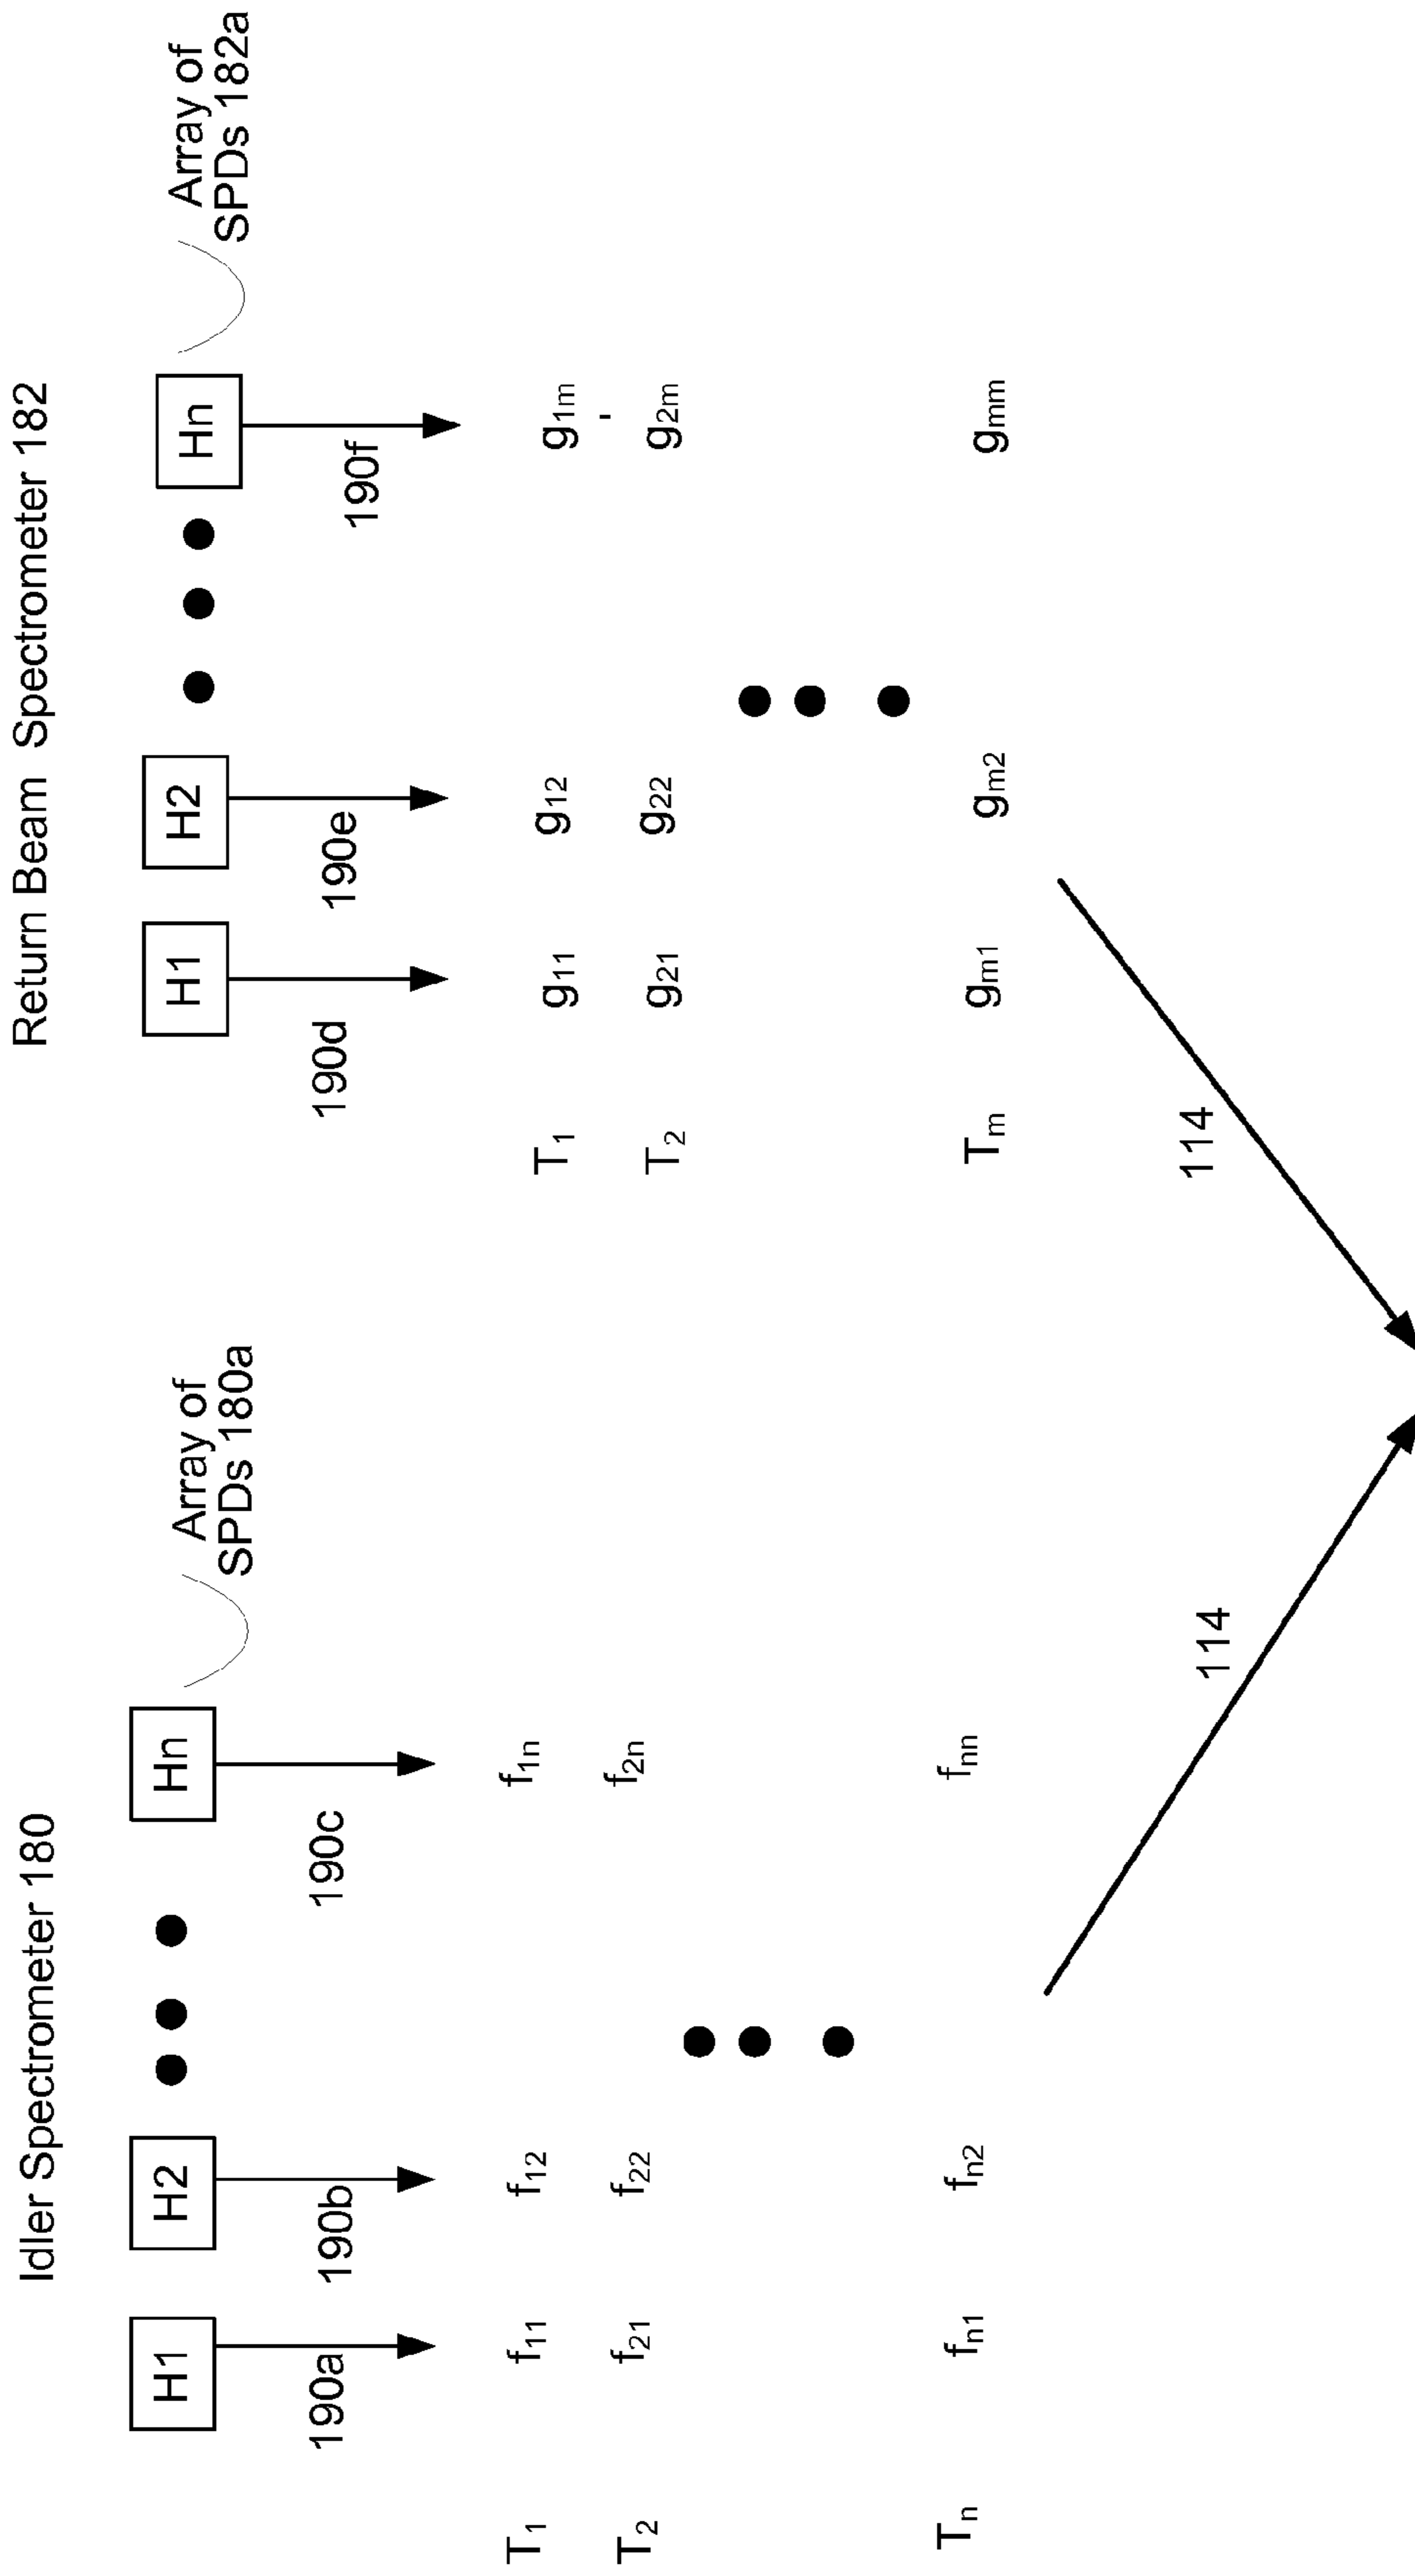 Idler Spectrometer 180
Return Beam Spectrometer 182
H1
H2
Hn
Array of
SPDs 180a
H1
H2
Hn
Array of
SPDs 182a
190a
190b
190c
190d
190e
190f
T1
f11
f12
f1n
T1
g11
g12
g1m
T2
f21
f22
f2n
T2
g21
g22
g2m
Tn
fn1
fn2
fnn
Tm
gm1
gm2
gmm
114
114